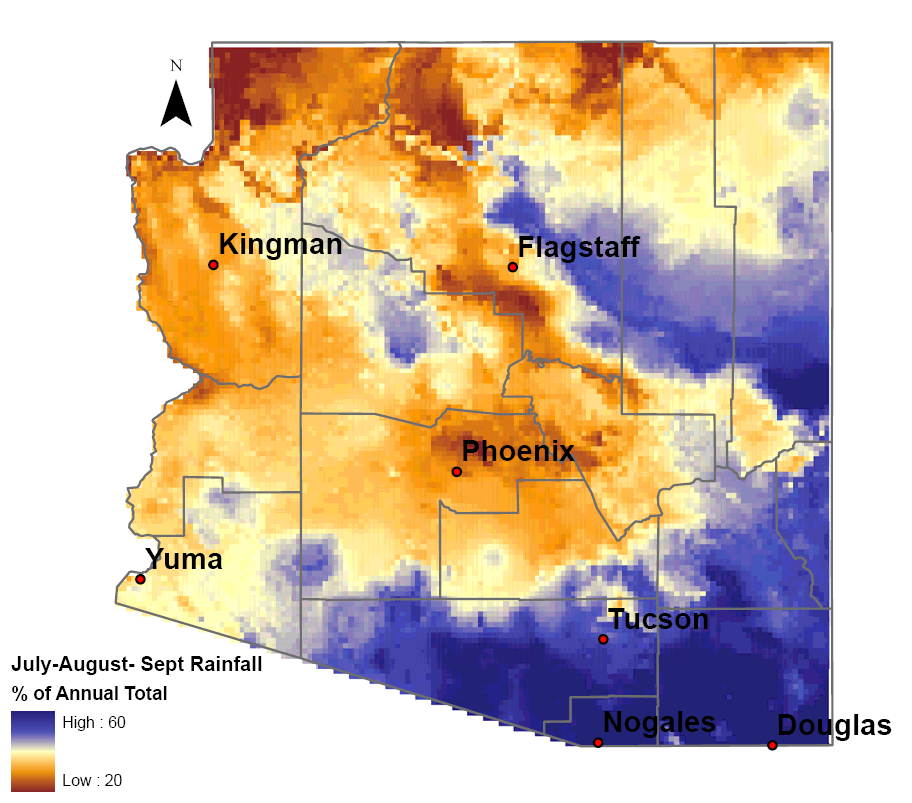 N
Kingman
Flagstaff
Phoenix
Yuma
Tucson
July-August- Sept Rainfall
% of Annual Total
High : 60
Low : 20
Nogales
Douglas